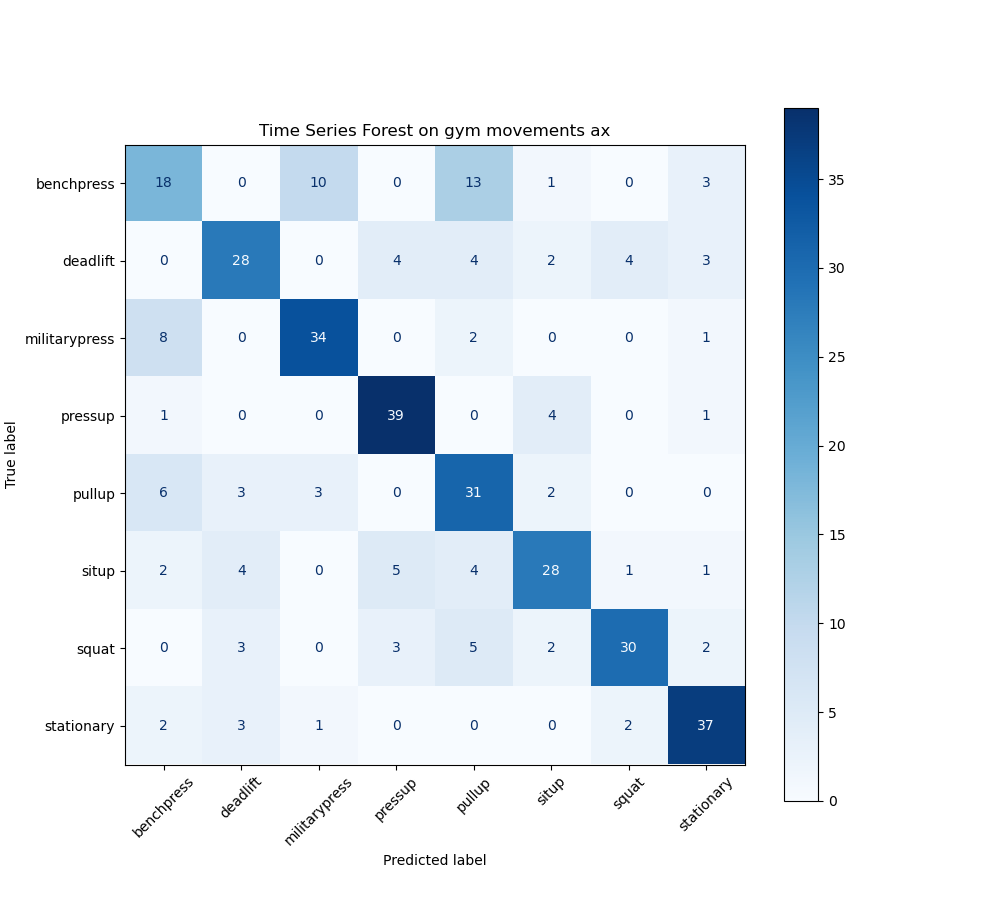 Time Series Forest on gym movements ax
benchpress 18 0 10 0 13 1 0 3
deadlift 0 28 0 4 4 2 4 3
militarypress 8 0 34 0 2 0 0 1
pressup 1 0 0 39 0 4 0 1
pullup 6 3 3 0 31 2 0 0
situp 2 4 0 5 4 28 1 1
squat 0 3 0 3 5 2 30 2
stationary 2 3 1 0 0 0 2 37
benchpress deadlift militarypress pressup pullup situp squat stationary
Predicted label
True label
35
30
25
20
15
10
5
0